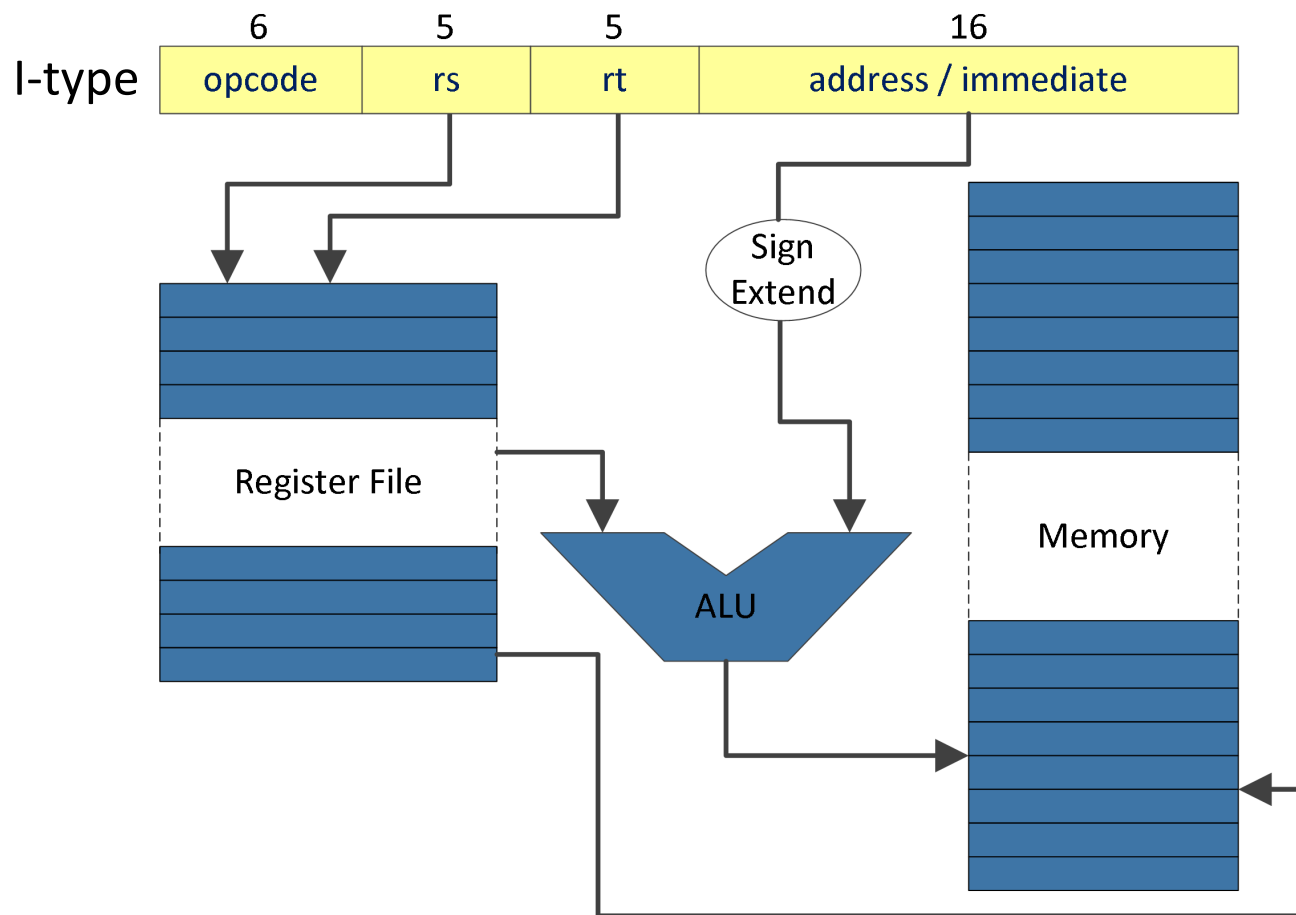 6 5 5 16
I-type opcode rs rt address / immediate
Sign
Extend
Register File
Memory
ALU